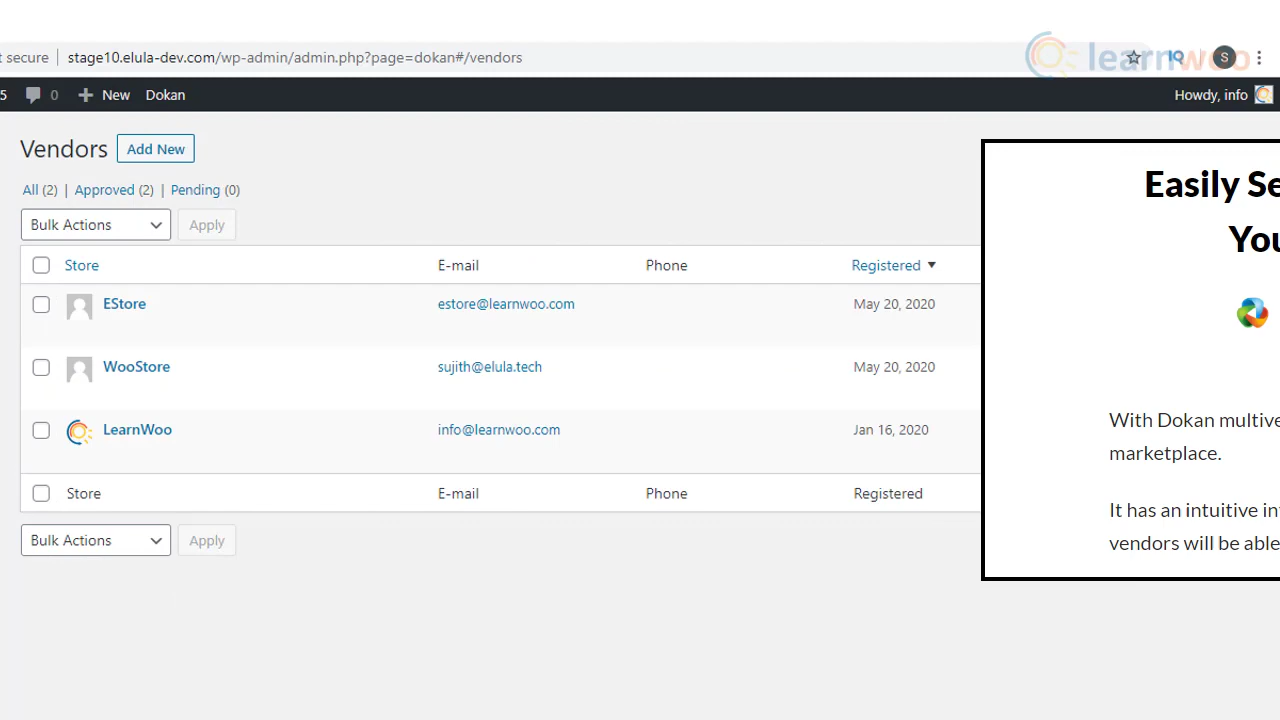 t secure | stage10.elula-dev.com/wp-admin/admin.php?page=dokan#/vendors
learnwoo
IQ
S
5 0 New Dokan
Howdy, info
Vendors Add New
All (2) | Approved (2) | Pending (0)
Bulk Actions Apply
Store E-mail Phone Registered
EStore estore@learnwoo.com May 20, 2020
WooStore sujith@elula.tech May 20, 2020
LearnWoo info@learnwoo.com Jan 16, 2020
Store E-mail Phone Registered
Bulk Actions Apply
Easily Se
You
With Dokan multive
marketplace.
It has an intuitive in
vendors will be able